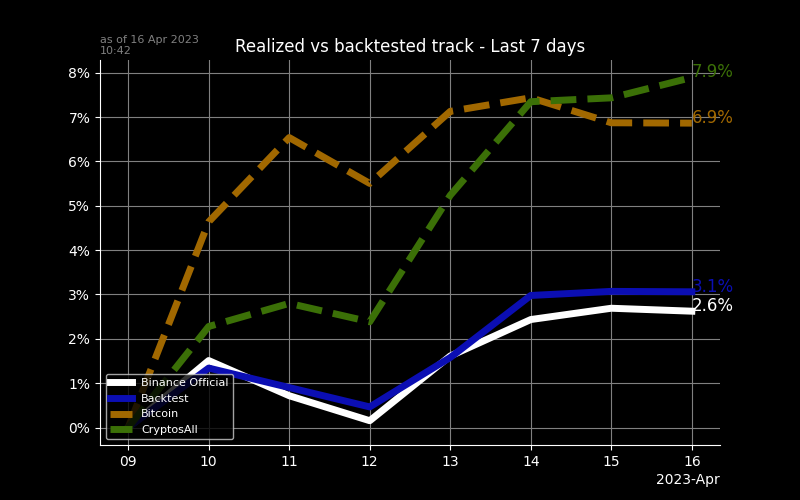 as of 16 Apr 2023
10:42
Realized vs backtested track - Last 7 days
8%
7%
6%
5%
4%
3%
2%
1%
0%
7.9%
6.9%
3.1%
2.6%
Binance Official
Backtest
Bitcoin
CryptosAll
09 10 11 12 13 14 15 16
2023-Apr